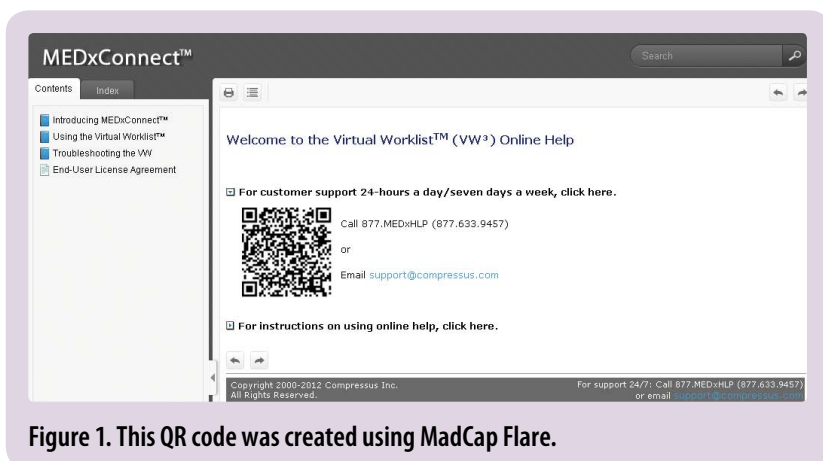 MEDxConnect™
Search
Contents
Index
Introducing MEDxConnect™
Using the Virtual Worklist™
Troubleshooting the VW
End-User License Agreement
Welcome to the Virtual Worklist™ (VW³) Online Help
For customer support 24-hours a day/seven days a week, click here.
Call 877.MEDxHLP (877.633.9457)
or
Email support@compressus.com
For instructions on using online help, click here.
Copyright 2000-2012 Compressus Inc.
All Rights Reserved.
For support 24/7: Call 877.MEDxHLP (877.633.9457)
or email support@compressus.com
Figure 1. This QR code was created using MadCap Flare.